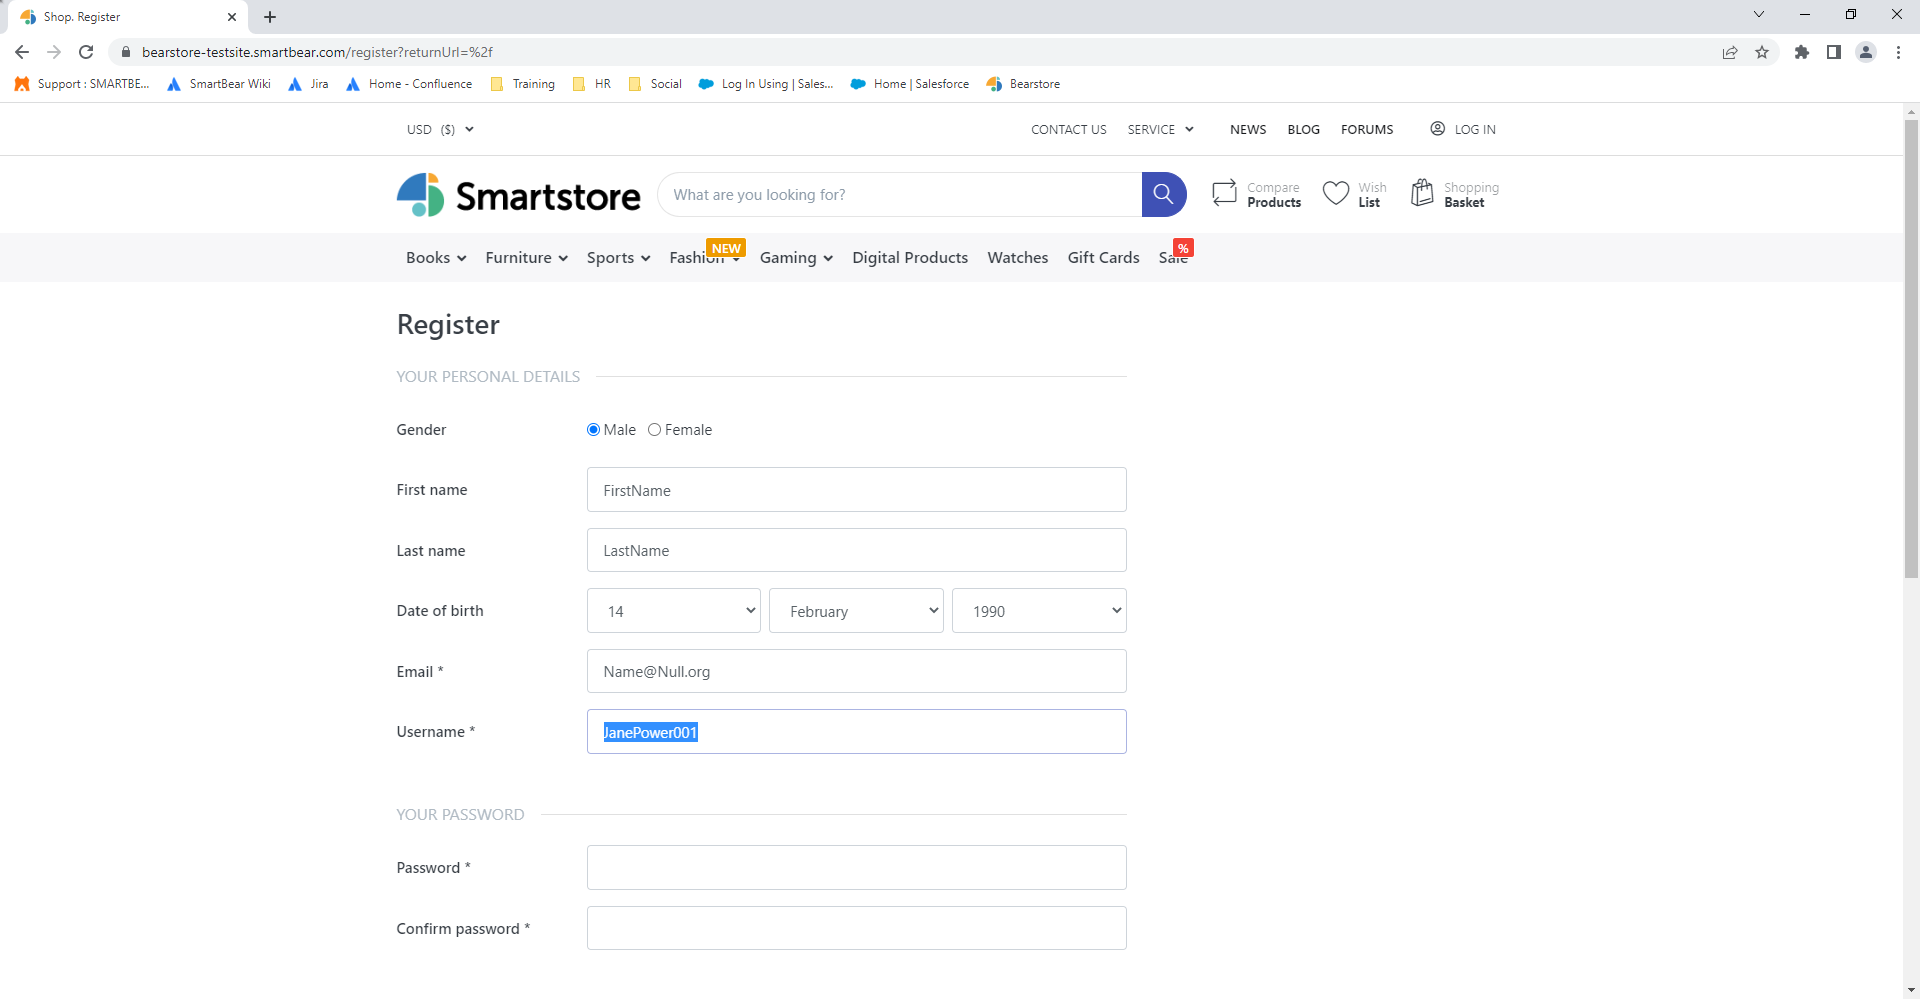 Shop. Register
bearstore-testsite.smartbear.com/register?returnUrl=%2f
Support : SMARTBE... SmartBear Wiki Jira Home - Confluence Training HR Social Log In Using | Sales... Home | Salesforce Bearstore
USD ($) CONTACT US SERVICE NEWS BLOG FORUMS LOG IN
Smartstore What are you looking for? Compare Products Wish List Shopping Basket
NEW %
Books Furniture Sports Fashion Gaming Digital Products Watches Gift Cards Sale
Register
YOUR PERSONAL DETAILS
Gender Male Female
First name FirstName
Last name LastName
Date of birth 14 February 1990
Email * Name@Null.org
Username * JanePower001
YOUR PASSWORD
Password *
Confirm password *